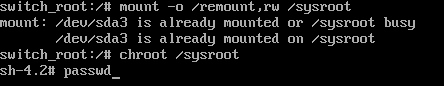 switch_root:/# mount -o /remount,rw /sysroot
mount: /dev/sda3 is already mounted or /sysroot busy
       /dev/sda3 is already mounted on /sysroot
switch_root:/# chroot /sysroot
sh-4.2# passwd_